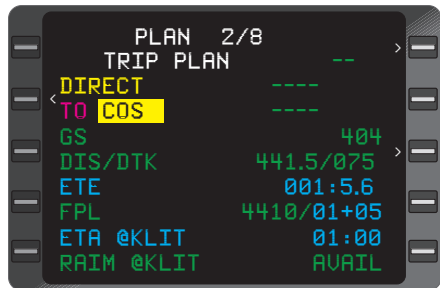 PLAN 2/8
TRIP PLAN --
DIRECT ----
TO COS ----
GS 404
DIS/DTK 441.5/075
ETE 001:5.6
FPL 4410/01+05
ETA @KLIT 01:00
RAIM @KLIT AVAIL